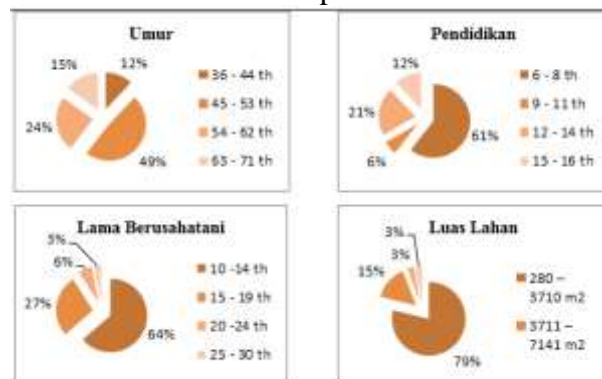 Umur
15%
12%
24%
49%
36 - 44 th
45 - 53 th
54 - 62 th
63 - 71 th
Pendidikan
12%
21%
6%
61%
6 - 8 th
9 - 11 th
12 - 14 th
15 - 16 th
Lama Berusahatani
3%
6%
27%
64%
10 -14 th
15 - 19 th
20 -24 th
25 - 30 th
Luas Lahan
3%
3%
15%
79%
280 –
3710 m2
3711 –
7141 m2